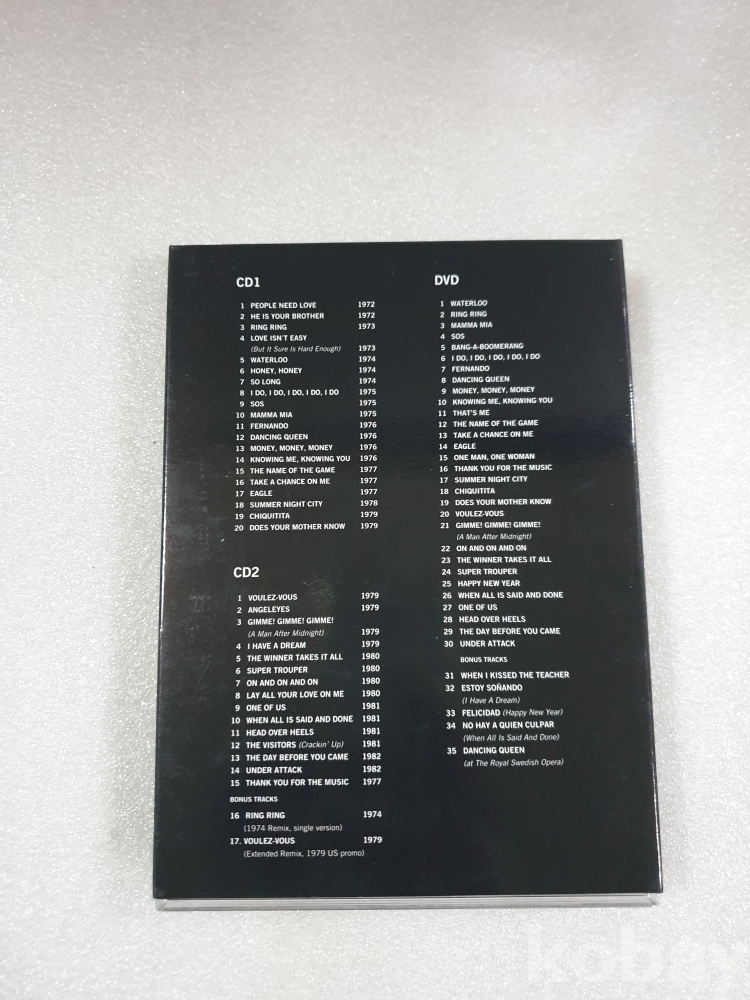 CD1
1 PEOPLE NEED LOVE 1972
2 HE IS YOUR BROTHER 1972
3 RING RING 1973
4 LOVE ISN'T EASY
(But It Sure Is Hard Enough) 1973
5 WATERLOO 1974
6 HONEY, HONEY 1974
7 SO LONG 1974
8 I DO, I DO, I DO, I DO, I DO 1975
9 SOS 1975
10 MAMMA MIA 1975
11 FERNANDO 1976
12 DANCING QUEEN 1976
13 MONEY, MONEY, MONEY 1976
14 KNOWING ME, KNOWING YOU 1976
15 THE NAME OF THE GAME 1977
16 TAKE A CHANCE ON ME 1977
17 EAGLE 1977
18 SUMMER NIGHT CITY 1978
19 CHIQUITITA 1979
20 DOES YOUR MOTHER KNOW 1979
CD2
1 VOULEZ-VOUS 1979
2 ANGELEYES 1979
3 GIMME! GIMME! GIMME!
(A Man After Midnight) 1979
4 I HAVE A DREAM 1979
5 THE WINNER TAKES IT ALL 1980
6 SUPER TROUPER 1980
7 ON AND ON AND ON 1980
8 LAY ALL YOUR LOVE ON ME 1980
9 ONE OF US 1981
10 WHEN ALL IS SAID AND DONE 1981
11 HEAD OVER HEELS 1981
12 THE VISITORS (Crackin' Up) 1981
13 THE DAY BEFORE YOU CAME 1982
14 UNDER ATTACK 1982
15 THANK YOU FOR THE MUSIC 1977
BONUS TRACKS
16 RING RING 1974
(1974 Remix, single version)
17. VOULEZ-VOUS 1979
(Extended Remix, 1979 US promo)
DVD
1 WATERLOO
2 RING RING
3 MAMMA MIA
4 SOS
5 BANG-A-BOOMERANG
6 I DO, I DO, I DO, I DO, I DO
7 FERNANDO
8 DANCING QUEEN
9 MONEY, MONEY, MONEY
10 KNOWING ME, KNOWING YOU
11 THAT'S ME
12 THE NAME OF THE GAME
13 TAKE A CHANCE ON ME
14 EAGLE
15 ONE MAN, ONE WOMAN
16 THANK YOU FOR THE MUSIC
17 SUMMER NIGHT CITY
18 CHIQUITITA
19 DOES YOUR MOTHER KNOW
20 VOULEZ-VOUS
21 GIMME! GIMME! GIMME!
(A Man After Midnight)
22 ON AND ON AND ON
23 THE WINNER TAKES IT ALL
24 SUPER TROUPER
25 HAPPY NEW YEAR
26 WHEN ALL IS SAID AND DONE
27 ONE OF US
28 HEAD OVER HEELS
29 THE DAY BEFORE YOU CAME
30 UNDER ATTACK
BONUS TRACKS
31 WHEN I KISSED THE TEACHER
32 ESTOY SOÑANDO
(I Have A Dream)
33 FELICIDAD (Happy New Year)
34 NO HAY A QUIEN CULPAR
(When All Is Said And Done)
35 DANCING QUEEN
(at The Royal Swedish Opera)
kobay